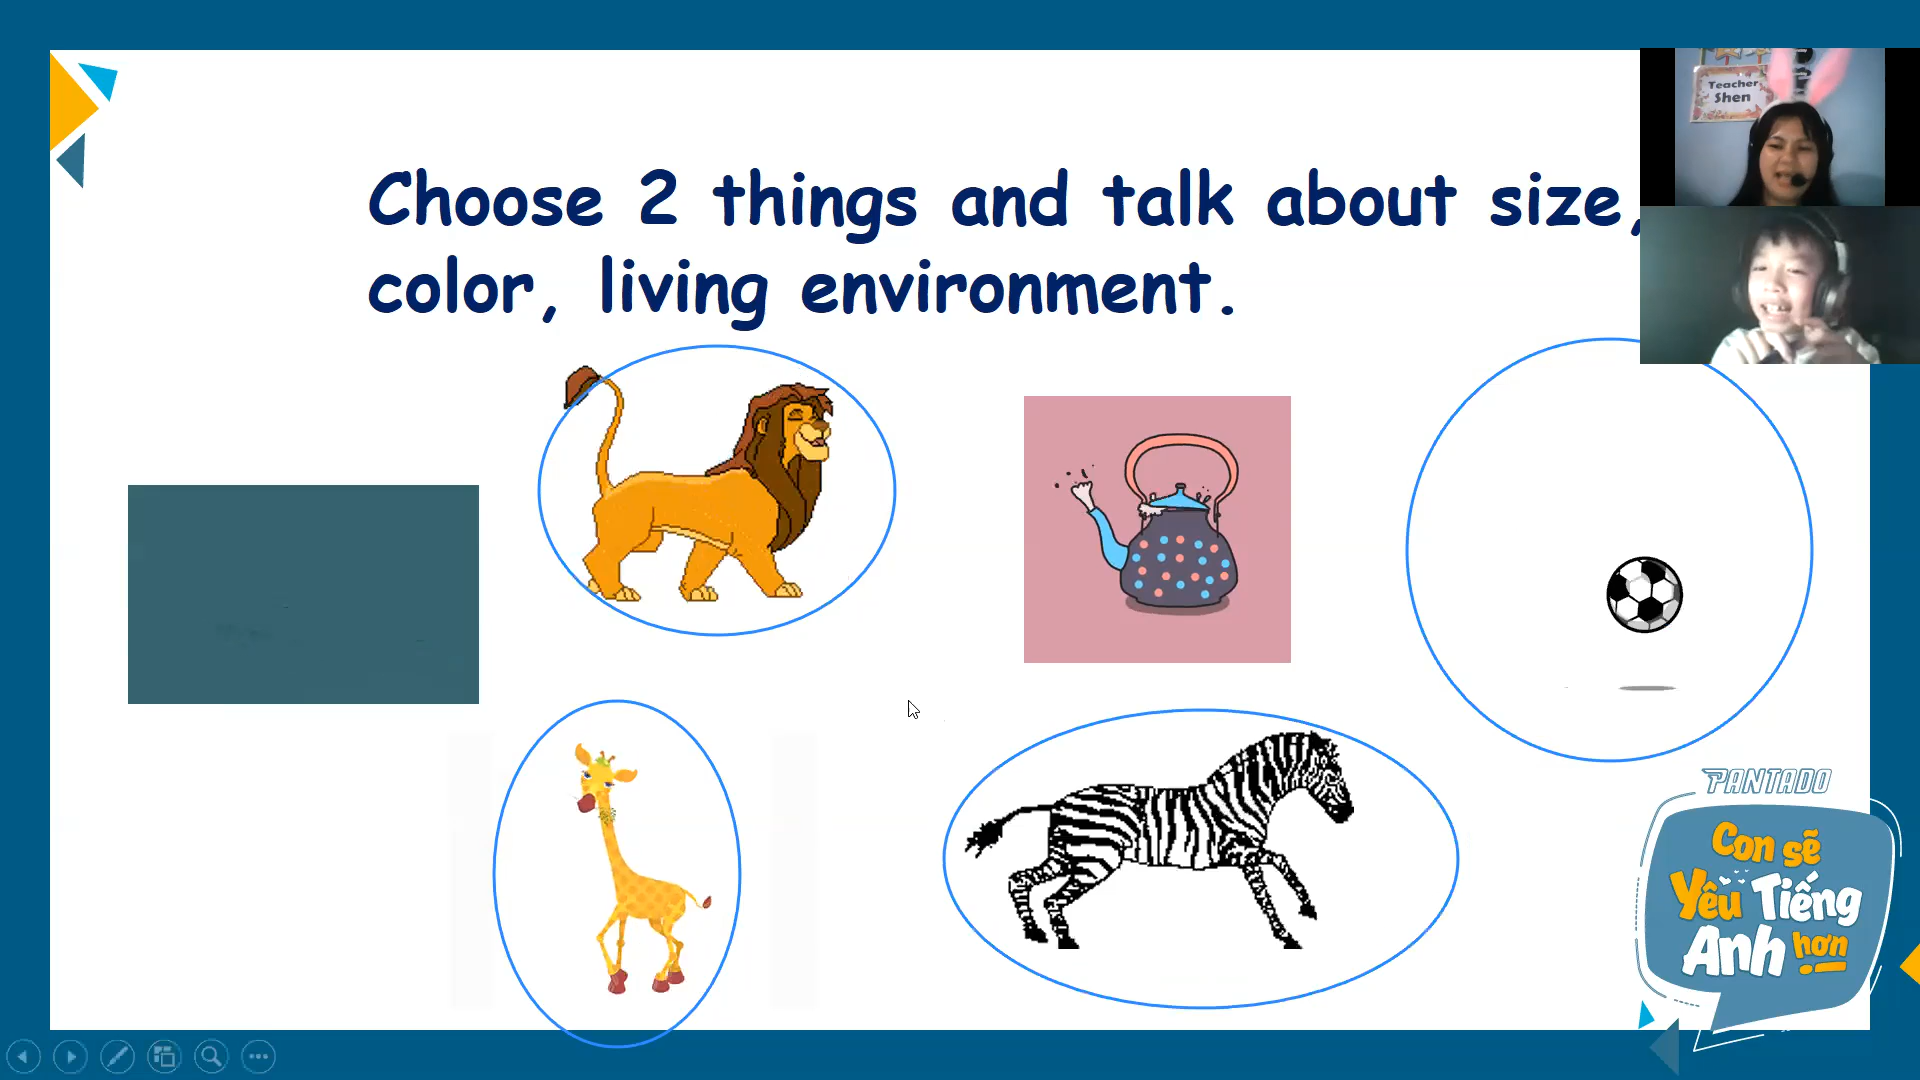 Choose 2 things and talk about size,
color, living environment.
Teacher
Shen
PANTADO
Con sẽ
Yêu Tiếng
Anh hơn